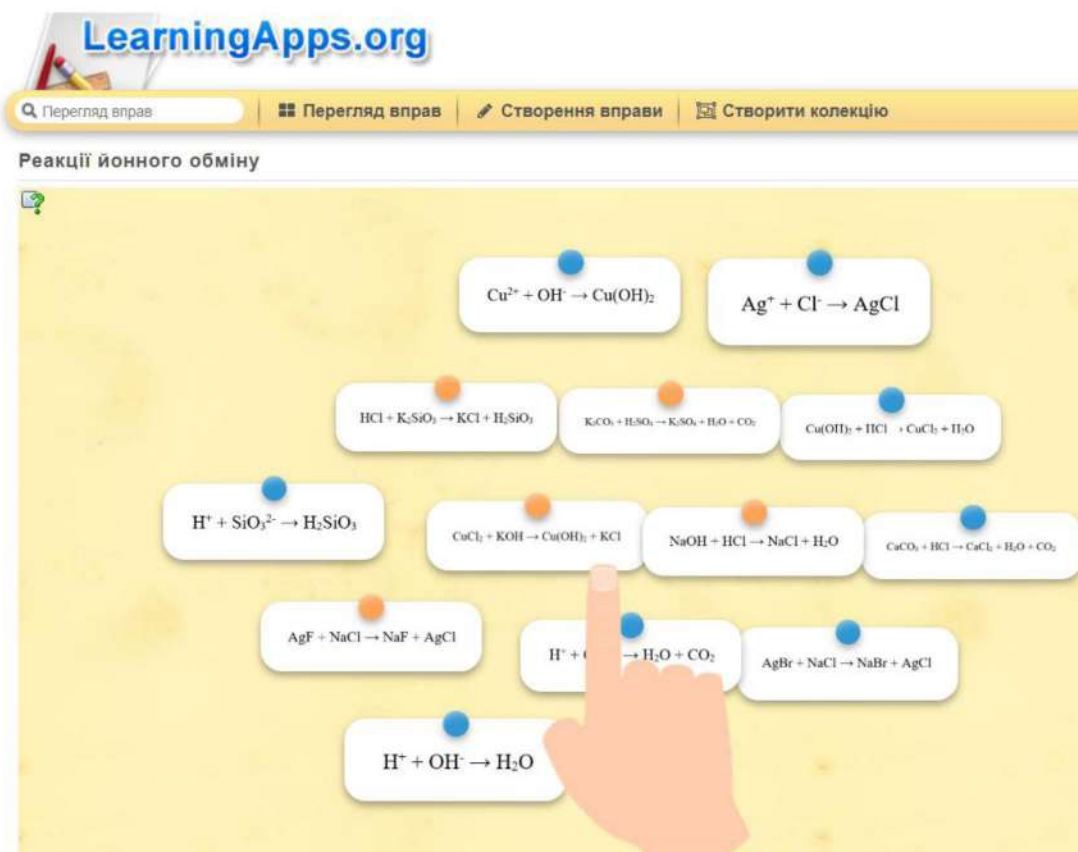 LearningApps.org
Перегляд вправ
Перегляд вправ
Створення вправи
Створити колекцію
Реакції йонного обміну
Cu²⁺ + OH⁻ → Cu(OH)₂
Ag⁺ + Cl⁻ → AgCl
HCl + K₂SiO₃ → KCl + H₂SiO₃
K₂CO₃ + H₂SO₄ → K₂SO₄ + H₂O + CO₂
Cu(OH)₂ + HCl → CuCl₂ + H₂O
H⁺ + SiO₃²⁻ → H₂SiO₃
CuCl₂ + KOH → Cu(OH)₂ + KCl
NaOH + HCl → NaCl + H₂O
CaCO₃ + HCl → CaCl₂ + H₂O + CO₂
AgF + NaCl → NaF + AgCl
H⁺ + → H₂O + CO₂
AgBr + NaCl → NaBr + AgCl
H⁺ + OH⁻ → H₂O